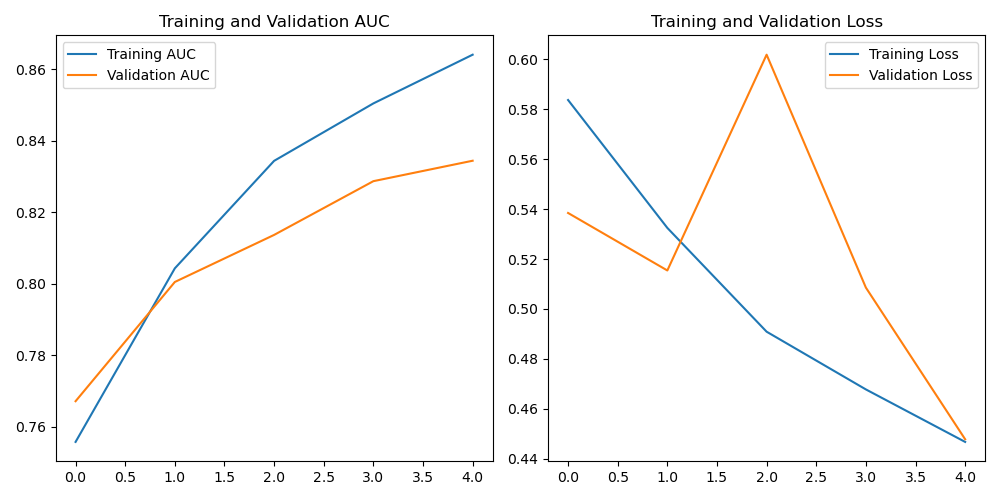 Training and Validation AUC
Training AUC
Validation AUC
0.86
0.84
0.82
0.80
0.78
0.76
0.0 0.5 1.0 1.5 2.0 2.5 3.0 3.5 4.0
Training and Validation Loss
Training Loss
Validation Loss
0.60
0.58
0.56
0.54
0.52
0.50
0.48
0.46
0.44
0.0 0.5 1.0 1.5 2.0 2.5 3.0 3.5 4.0